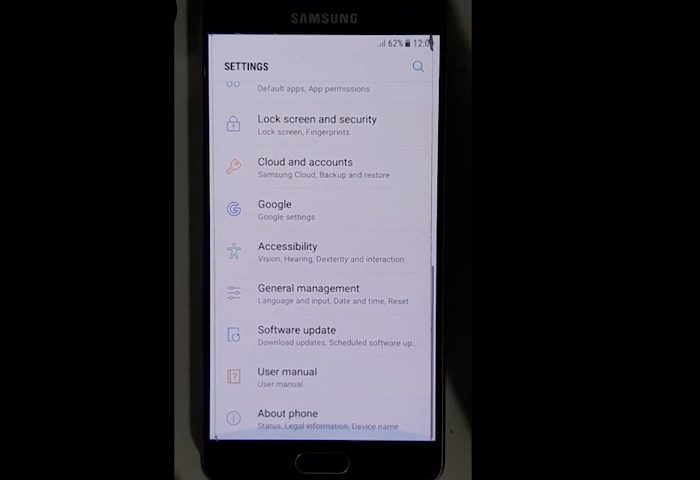 SAMSUNG
62% 12:0
SETTINGS
Default apps, App permissions
Lock screen and security
Lock screen, Fingerprints
Cloud and accounts
Samsung Cloud, Backup and restore
Google
Google settings
Accessibility
Vision, Hearing, Dexterity and interaction
General management
Language and input, Date and time, Reset
Software update
Download updates, Scheduled software up...
User manual
User manual
About phone
Status, Legal information, Device name